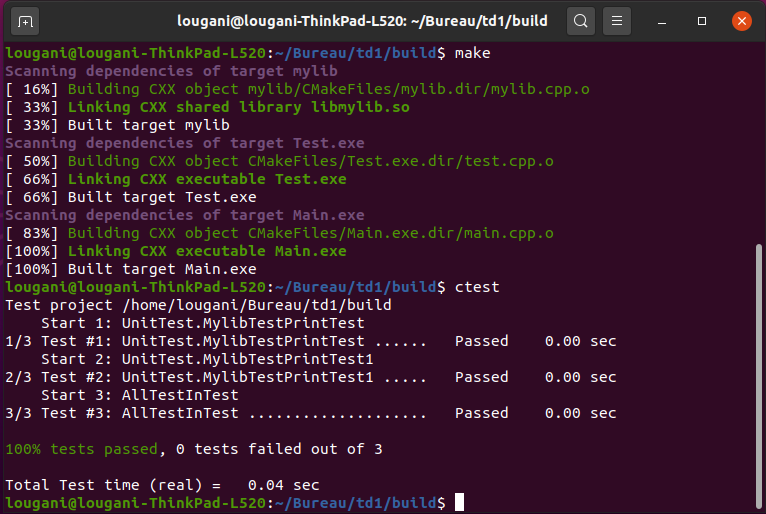 lougani@lougani-ThinkPad-L520: ~/Bureau/td1/build
lougani@lougani-ThinkPad-L520:~/Bureau/td1/build$ make
Scanning dependencies of target mylib
[ 16%] Building CXX object mylib/CMakeFiles/mylib.dir/mylib.cpp.o
[ 33%] Linking CXX shared library libmylib.so
[ 33%] Built target mylib
Scanning dependencies of target Test.exe
[ 50%] Building CXX object CMakeFiles/Test.exe.dir/test.cpp.o
[ 66%] Linking CXX executable Test.exe
[ 66%] Built target Test.exe
Scanning dependencies of target Main.exe
[ 83%] Building CXX object CMakeFiles/Main.exe.dir/main.cpp.o
[100%] Linking CXX executable Main.exe
[100%] Built target Main.exe
lougani@lougani-ThinkPad-L520:~/Bureau/td1/build$ ctest
Test project /home/lougani/Bureau/td1/build
    Start 1: UnitTest.MylibTestPrintTest
1/3 Test #1: UnitTest.MylibTestPrintTest ......   Passed    0.00 sec
    Start 2: UnitTest.MylibTestPrintTest1
2/3 Test #2: UnitTest.MylibTestPrintTest1 .....   Passed    0.00 sec
    Start 3: AllTestInTest
3/3 Test #3: AllTestInTest ....................   Passed    0.00 sec
100% tests passed, 0 tests failed out of 3
Total Test time (real) =   0.04 sec
lougani@lougani-ThinkPad-L520:~/Bureau/td1/build$